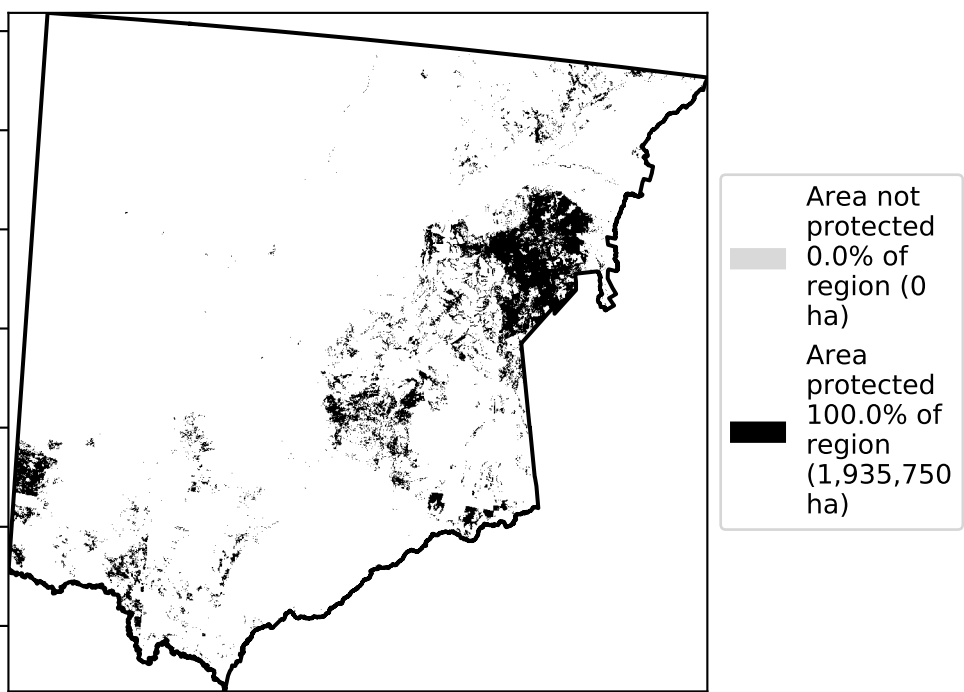 Area not
protected
0.0% of
region (0
ha)
Area
protected
100.0% of
region
(1,935,750
ha)